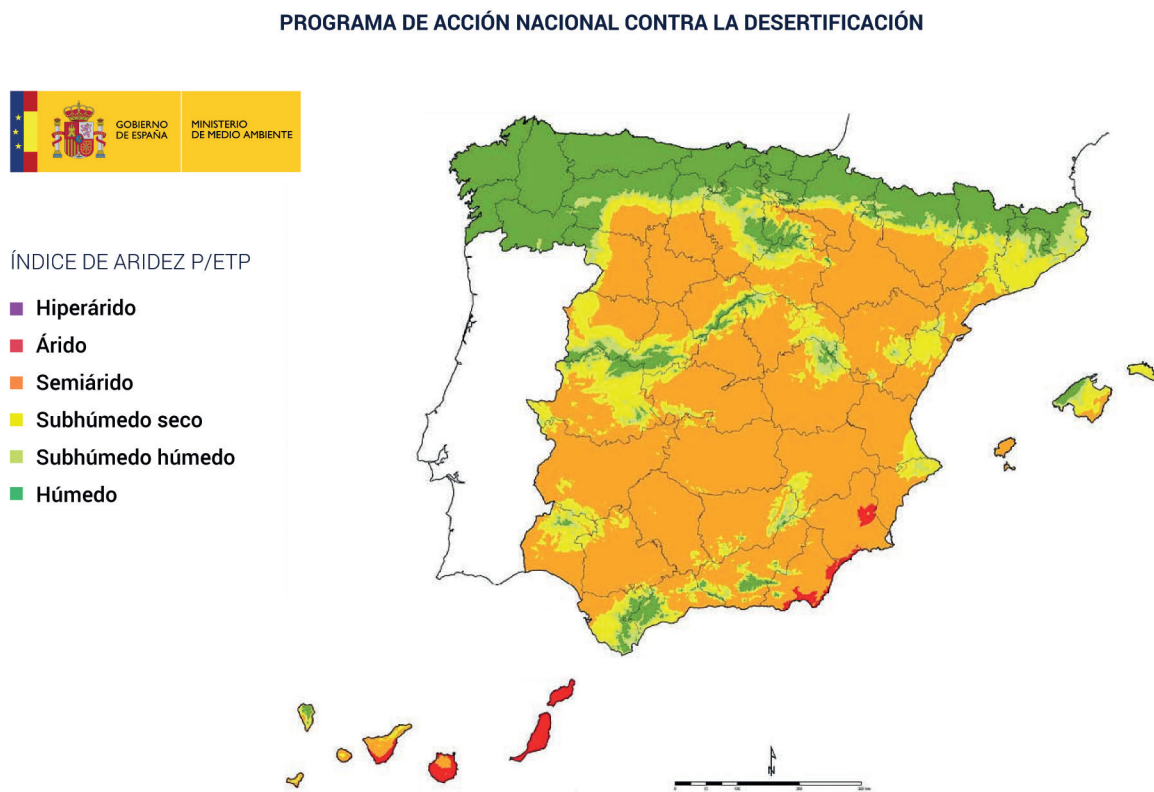 PROGRAMA DE ACCIÓN NACIONAL CONTRA LA DESERTIFICACIÓN
GOBIERNO
DE ESPAÑA
MINISTERIO
DE MEDIO AMBIENTE
ÍNDICE DE ARIDEZ P/ETP
Hiperárido
Árido
Semiárido
Subhúmedo seco
Subhúmedo húmedo
Húmedo
N